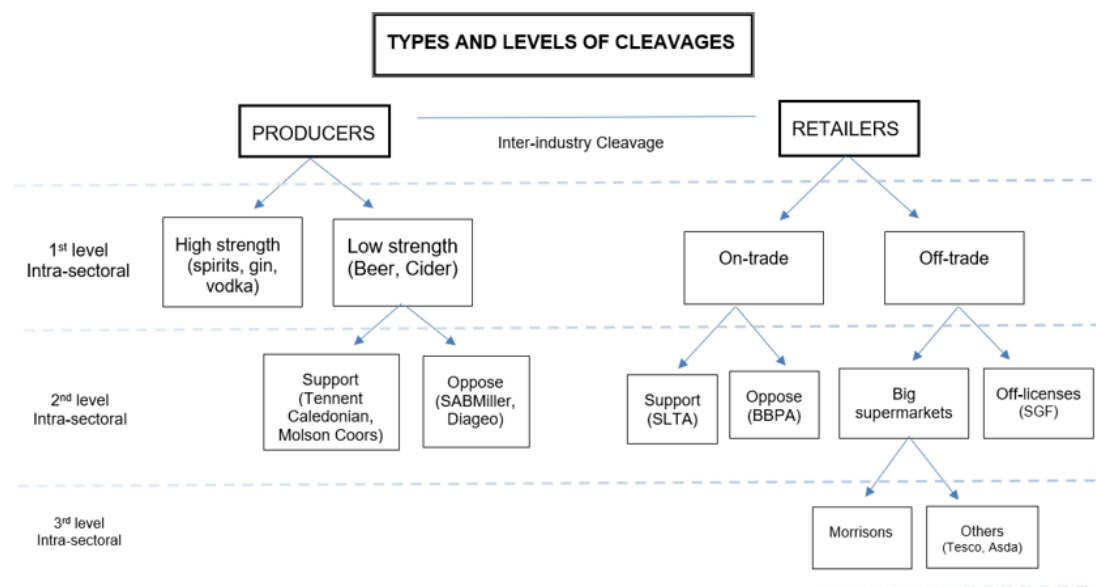 TYPES AND LEVELS OF CLEAVAGES
PRODUCERS
RETAILERS
Inter-industry Cleavage
1st level
Intra-sectoral
High strength
(spirits, gin,
vodka)
Low strength
(Beer, Cider)
On-trade
Off-trade
2nd level
Intra-sectoral
Support
(Tennent
Caledonian,
Molson Coors)
Oppose
(SABMiller,
Diageo)
Support
(SLTA)
Oppose
(BBPA)
Big
supermarkets
Off-licenses
(SGF)
3rd level
Intra-sectoral
Morrisons
Others
(Tesco, Asda)